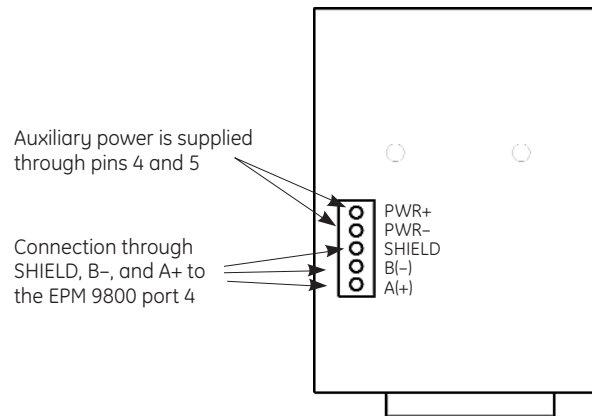 Auxiliary power is supplied
through pins 4 and 5
PWR+
PWR–
SHIELD
B(–)
A(+)
Connection through
SHIELD, B–, and A+ to
the EPM 9800 port 4